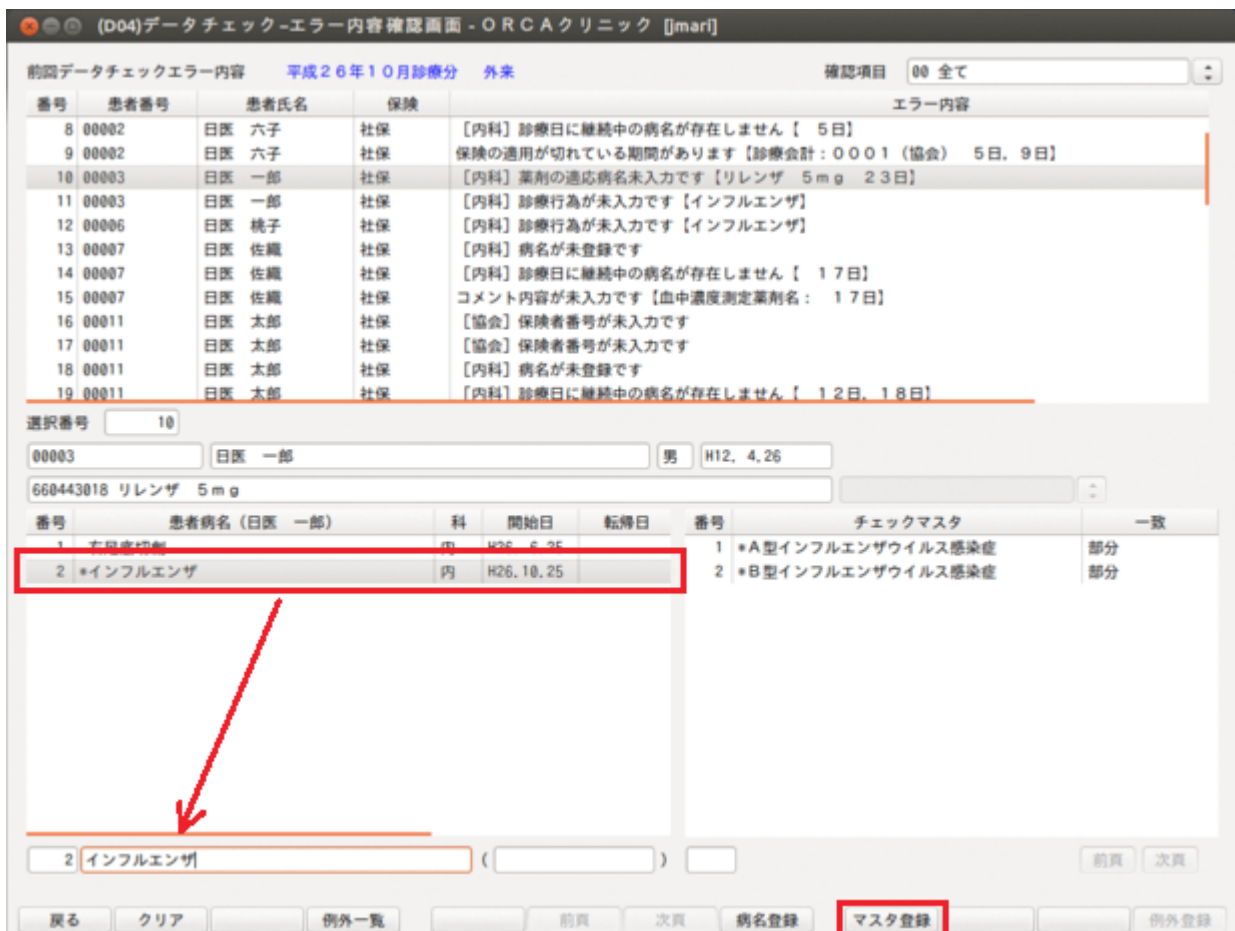 (D04)データチェック-エラー内容確認画面 - ORCAクリニック [jmari]
前回データチェックエラー内容 平成26年10月診療分 外来 確認項目 00 全て
番号 患者番号 患者氏名 保険 エラー内容
8 00002 日医 六子 社保 [内科] 診療日に継続中の病名が存在しません【 5日】
9 00002 日医 六子 社保 保険の適用が切れている期間があります【診療会計:0001(協会) 5日, 9日】
10 00003 日医 一郎 社保 [内科] 薬剤の適応病名未入力です【リレンザ 5mg 23日】
11 00003 日医 一郎 社保 [内科] 診療行為が未入力です【インフルエンザ】
12 00006 日医 桃子 社保 [内科] 診療行為が未入力です【インフルエンザ】
13 00007 日医 佐織 社保 [内科] 病名が未登録です
14 00007 日医 佐織 社保 [内科] 診療日に継続中の病名が存在しません【 17日】
15 00007 日医 佐織 社保 コメント内容が未入力です【血中濃度測定薬剤名: 17日】
16 00011 日医 太郎 社保 [協会] 保険者番号が未入力です
17 00011 日医 太郎 社保 [協会] 保険者番号が未入力です
18 00011 日医 太郎 社保 [内科] 病名が未登録です
19 00011 日医 太郎 社保 [内科] 診療日に継続中の病名が存在しません【 12日, 18日】
選択番号 10
00003 日医 一郎 男 H12. 4.26
660443018 リレンザ 5mg
番号 患者病名(日医 一郎) 科 開始日 転帰日 番号 チェックマスタ 一致
1 右足底切創 内 H26. 6.25 1 *A型インフルエンザウイルス感染症 部分
2 *インフルエンザ 内 H26.10.25 2 *B型インフルエンザウイルス感染症 部分
2 インフルエンザ ( ) 前頁 次頁
戻る クリア 例外一覧 前頁 次頁 病名登録 マスタ登録 例外登録